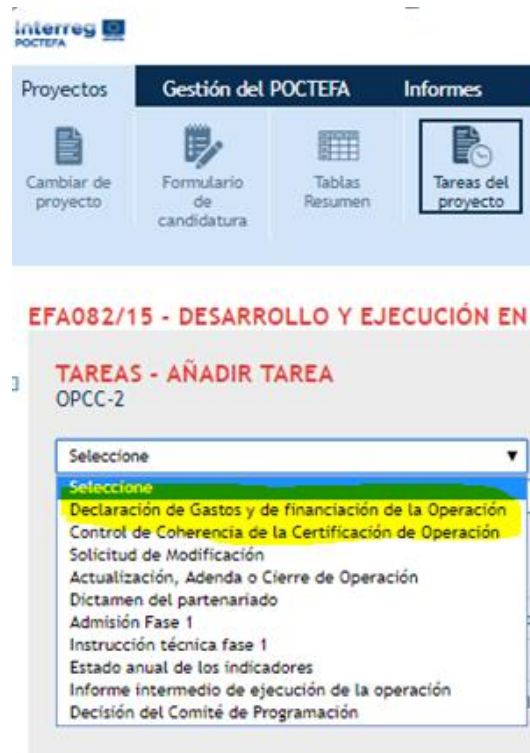 Interreg
POCTEFA
Proyectos Gestión del POCTEFA Informes
Cambiar de proyecto
Formulario de candidatura
Tablas Resumen
Tareas del proyecto
EFA082/15 - DESARROLLO Y EJECUCIÓN EN
TAREAS - AÑADIR TAREA
OPCC-2
Seleccione
Seleccione
Declaración de Gastos y de financiación de la Operación
Control de Coherencia de la Certificación de Operación
Solicitud de Modificación
Actualización, Adenda o Cierre de Operación
Dictamen del partenariado
Admisión Fase 1
Instrucción técnica fase 1
Estado anual de los indicadores
Informe intermedio de ejecución de la operación
Decisión del Comité de Programación